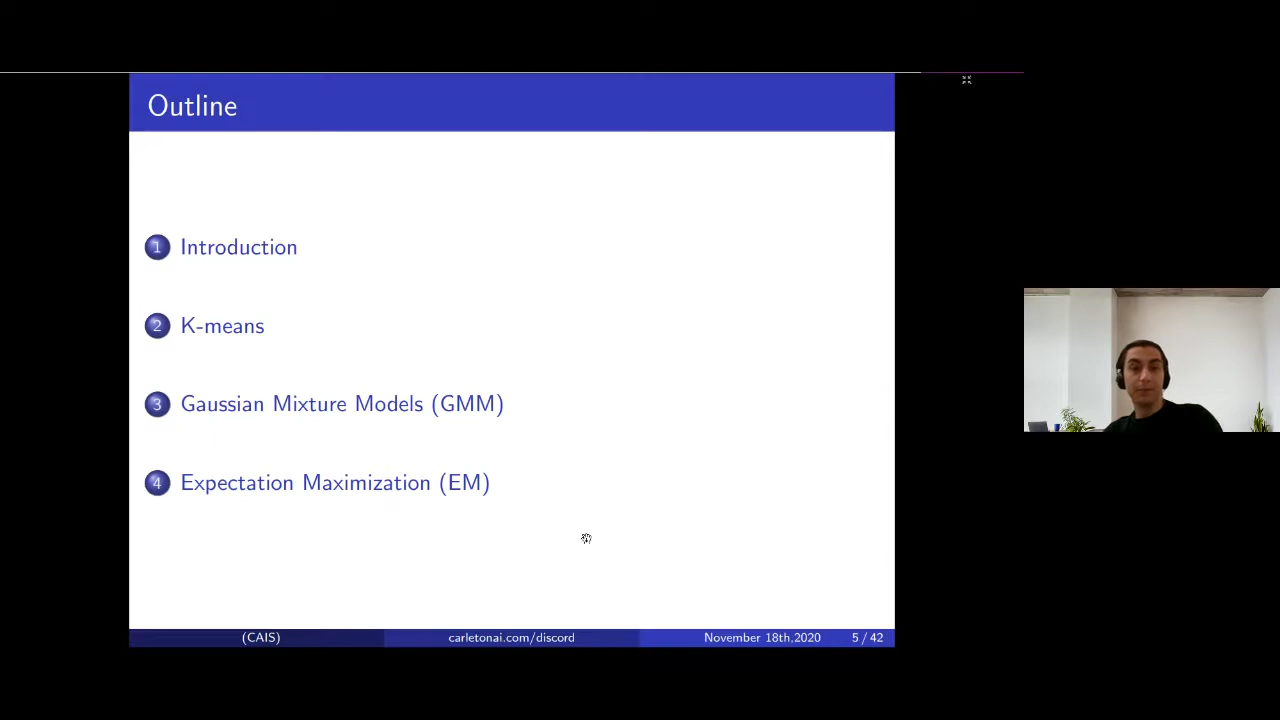 Outline
1 Introduction
2 K-means
3 Gaussian Mixture Models (GMM)
4 Expectation Maximization (EM)
(CAIS) carletonai.com/discord November 18th,2020 5 / 42